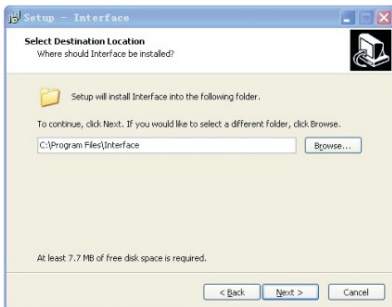 Setup - Interface
Select Destination Location
Where should Interface be installed?
Setup will install Interface into the following folder.
To continue, click Next. If you would like to select a different folder, click Browse.
C:\Program Files\Interface
Browse...
At least 7.7 MB of free disk space is required.
< Back
Next >
Cancel